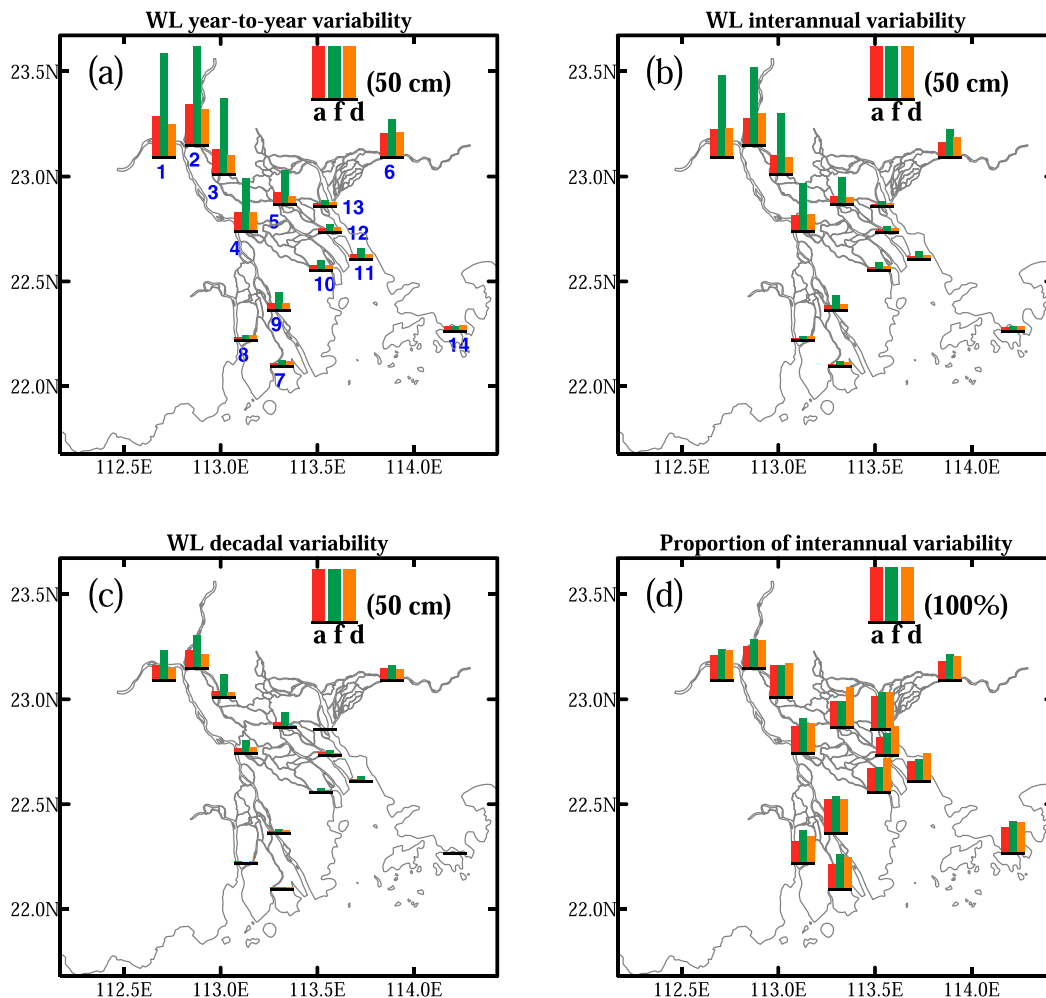 WL year-to-year variability
(a)
(50 cm)
a f d
23.5N
23.0N
22.5N
22.0N
1
2
3
4
5
6
13
12
11
10
9
8
7
14
112.5E 113.0E 113.5E 114.0E
WL interannual variability
(b)
(50 cm)
a f d
23.5N
23.0N
22.5N
22.0N
112.5E 113.0E 113.5E 114.0E
WL decadal variability
(c)
(50 cm)
a f d
23.5N
23.0N
22.5N
22.0N
112.5E 113.0E 113.5E 114.0E
Proportion of interannual variability
(d)
(100%)
a f d
23.5N
23.0N
22.5N
22.0N
112.5E 113.0E 113.5E 114.0E